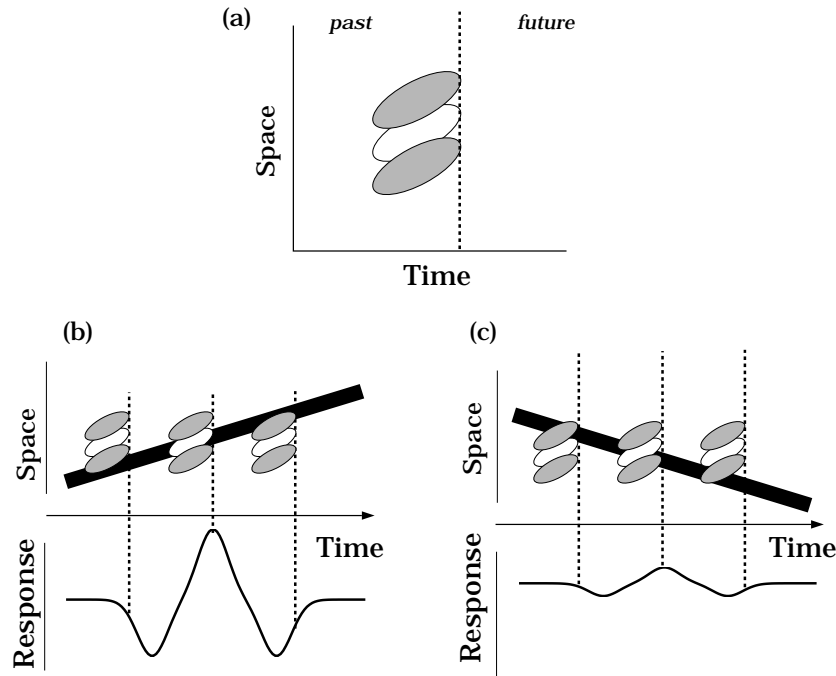 (a)
past
future
Space
Time
(b)
Space
Time
Response
(c)
Space
Time
Response